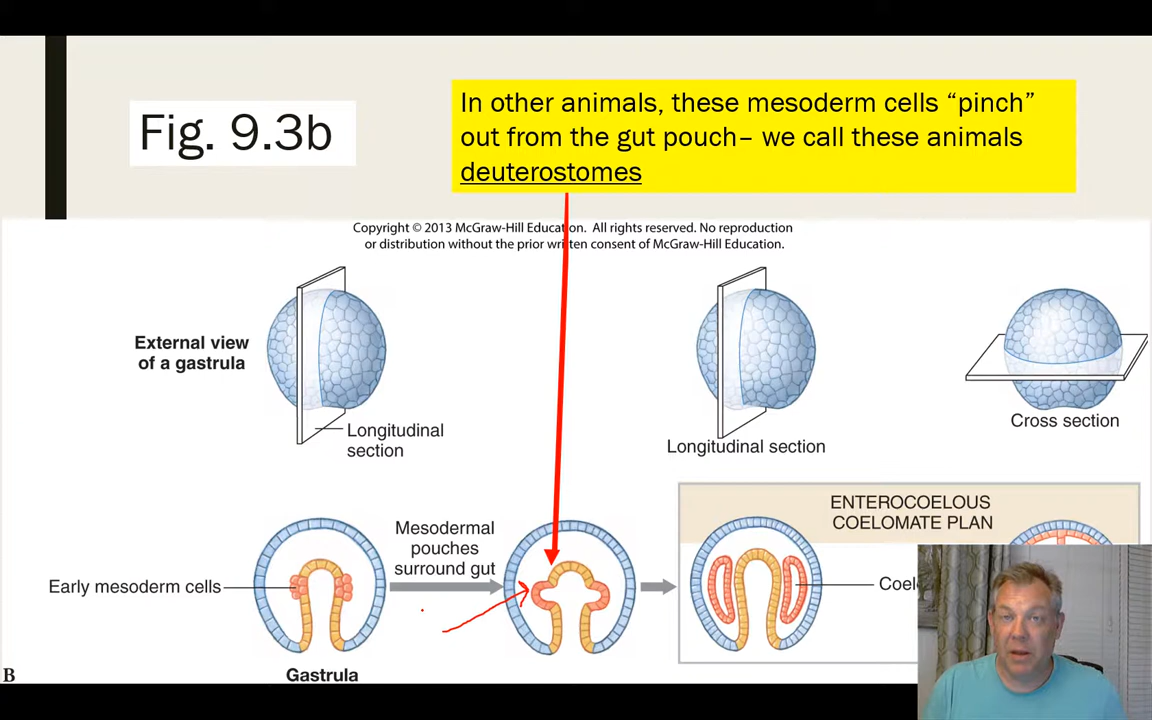 Fig. 9.3b
In other animals, these mesoderm cells “pinch”
out from the gut pouch– we call these animals
deuterostomes
Copyright © 2013 McGraw-Hill Education. All rights reserved. No reproduction
or distribution without the prior written consent of McGraw-Hill Education.
External view
of a gastrula
Longitudinal
section
Longitudinal section
Cross section
Early mesoderm cells
Mesodermal
pouches
surround gut
ENTEROCOELOUS
COELOMATE PLAN
Gastrula
B